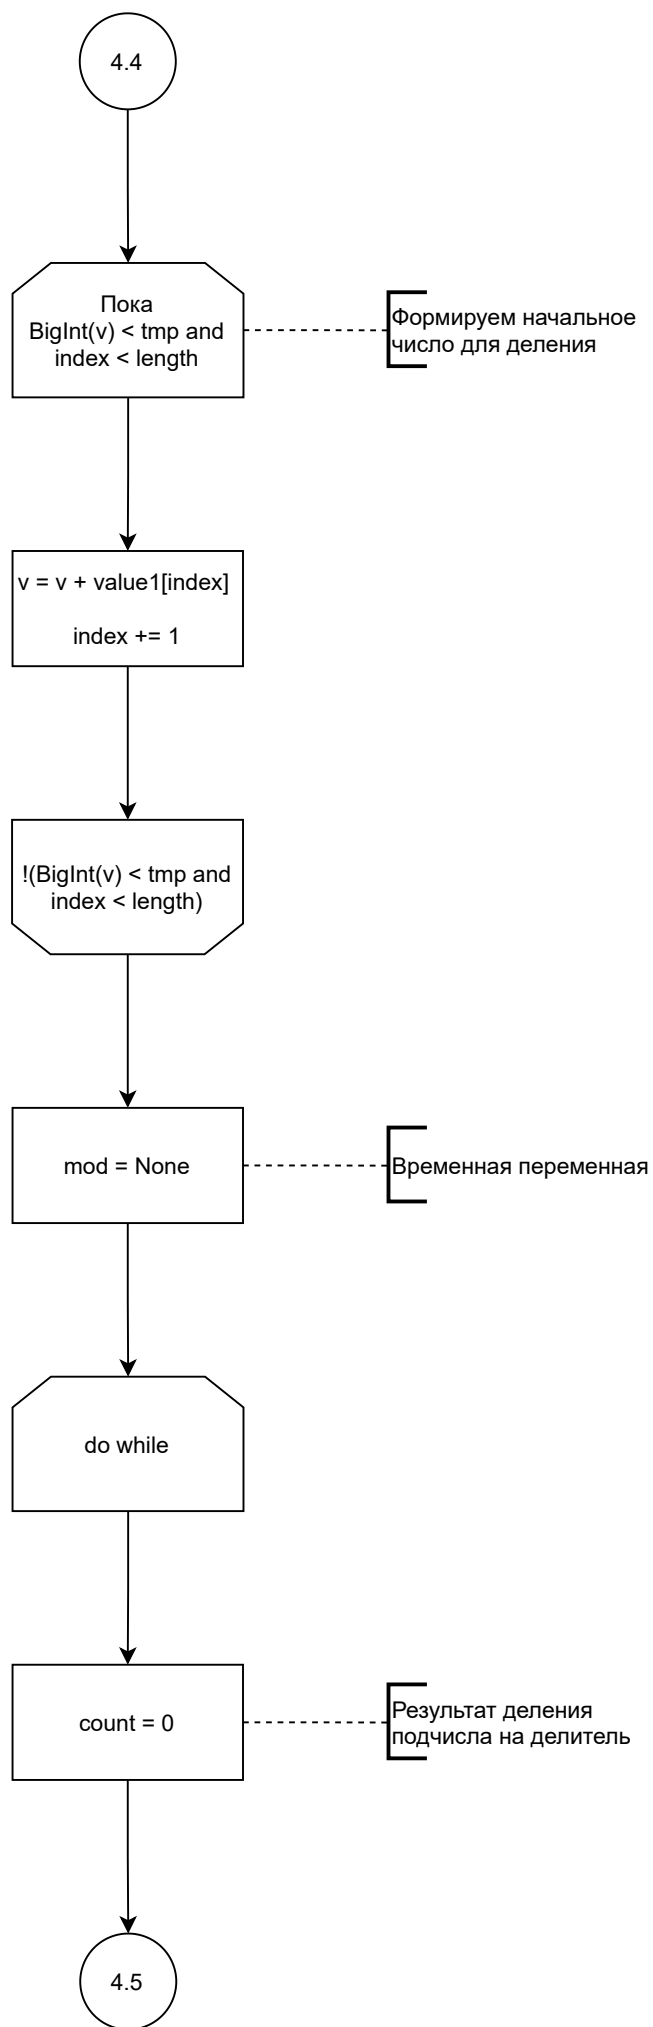 4.4
Пока
BigInt(v) < tmp and
index < length
Формируем начальное
число для деления
v = v + value1[index]
index += 1
!(BigInt(v) < tmp and
index < length)
mod = None
Временная переменная
do while
count = 0
Результат деления
подчисла на делитель
4.5